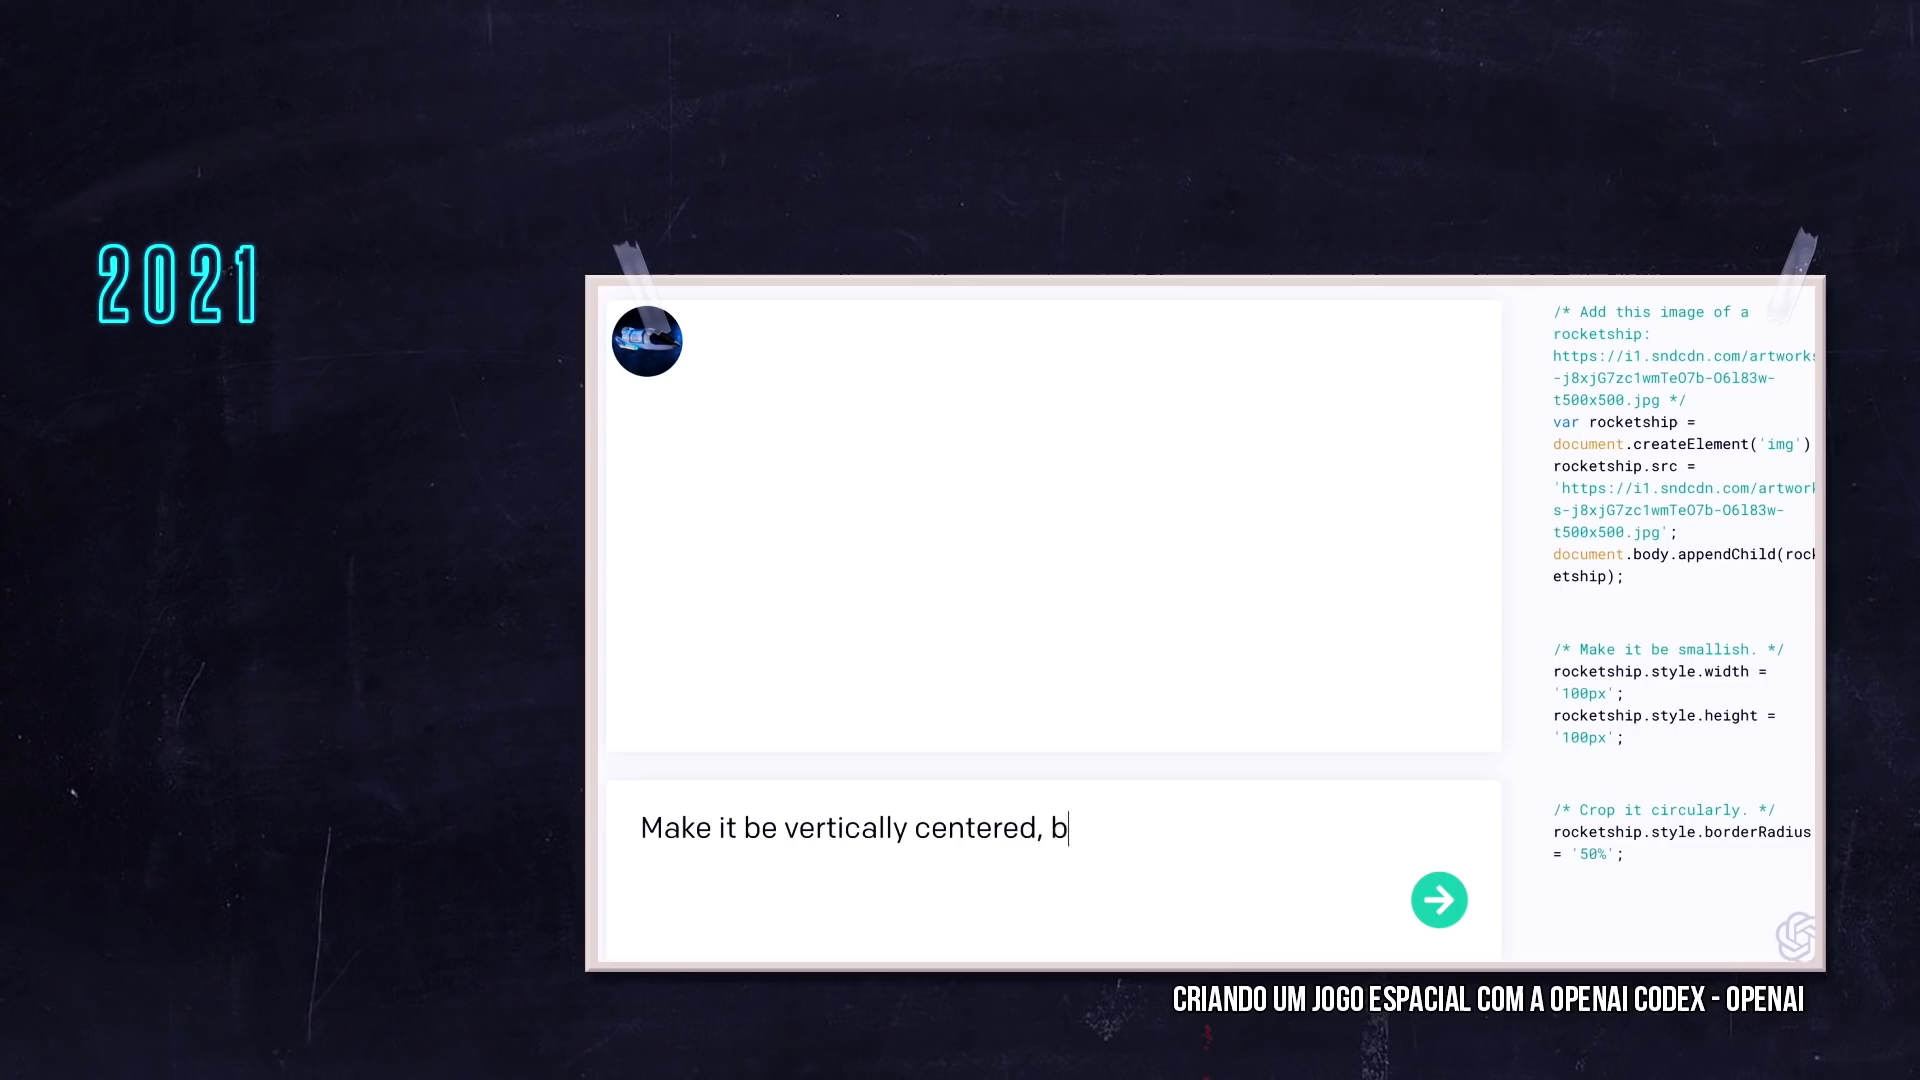 2021
/* Add this image of a
rocketship:
https://i1.sndcdn.com/artworks
-j8xjG7zc1wmTeO7b-O6l83w-
t500x500.jpg */
var rocketship =
document.createElement('img')
rocketship.src =
'https://i1.sndcdn.com/artwork
s-j8xjG7zc1wmTeO7b-O6l83w-
t500x500.jpg';
document.body.appendChild(rock
etship);
/* Make it be smallish. */
rocketship.style.width =
'100px';
rocketship.style.height =
'100px';
/* Crop it circularly. */
rocketship.style.borderRadius
= '50%';
Make it be vertically centered, b
CRIANDO UM JOGO ESPACIAL COM A OPENAI CODEX - OPENAI